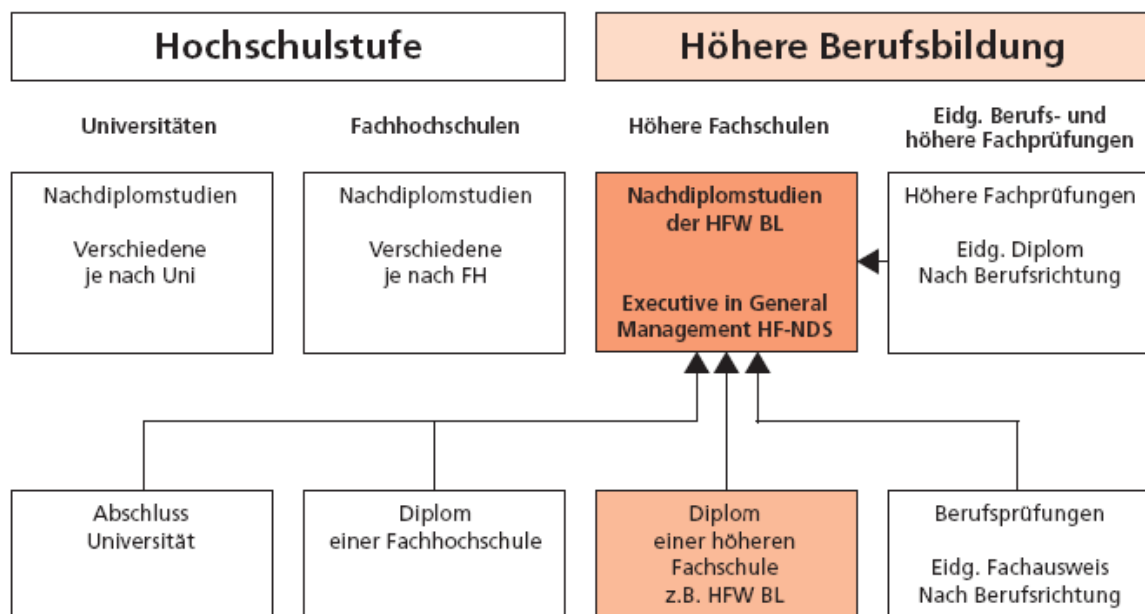 Hochschulstufe
Höhere Berufsbildung
Universitäten
Fachhochschulen
Höhere Fachschulen
Eidg. Berufs- und
höhere Fachprüfungen
Nachdiplomstudien
Verschiedene
je nach Uni
Nachdiplomstudien
Verschiedene
je nach FH
Nachdiplomstudien
der HFW BL
Executive in General
Management HF-NDS
Höhere Fachprüfungen
Eidg. Diplom
Nach Berufsrichtung
Abschluss
Universität
Diplom
einer Fachhochschule
Diplom
einer höheren
Fachschule
z.B. HFW BL
Berufsprüfungen
Eidg. Fachausweis
Nach Berufsrichtung